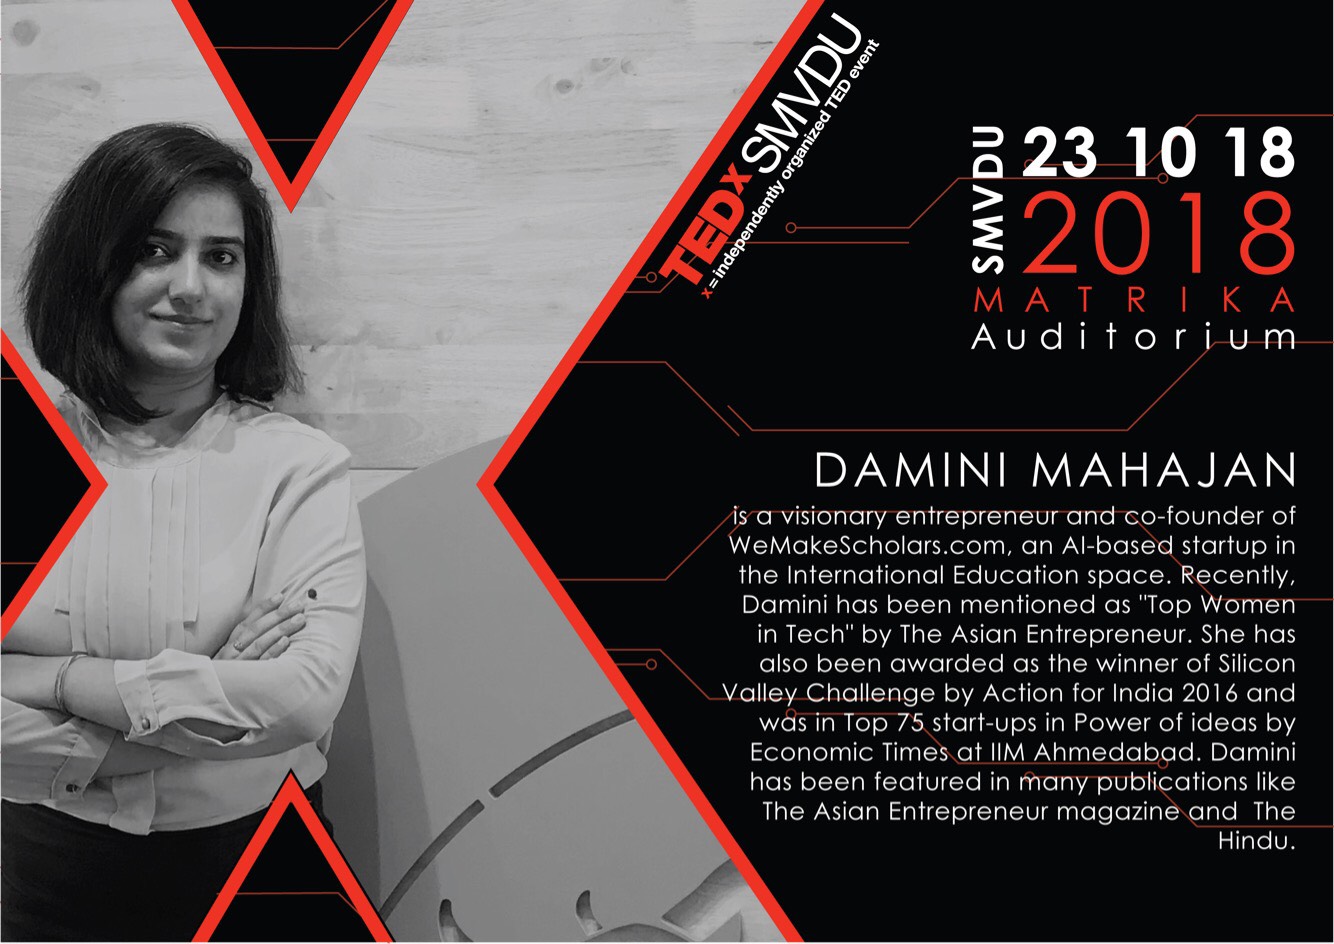 TEDx SMVDU
x = independently organized TED event
SMVDU
23 10 18
2018
MATRIKA
Auditorium
DAMINI MAHAJAN
is a visionary entrepreneur and co-founder of
WeMakeScholars.com, an AI-based startup in
the International Education space. Recently,
Damini has been mentioned as "Top Women
in Tech" by The Asian Entrepreneur. She has
also been awarded as the winner of Silicon
Valley Challenge by Action for India 2016 and
was in Top 75 start-ups in Power of ideas by
Economic Times at IIM Ahmedabad. Damini
has been featured in many publications like
The Asian Entrepreneur magazine and  The
Hindu.